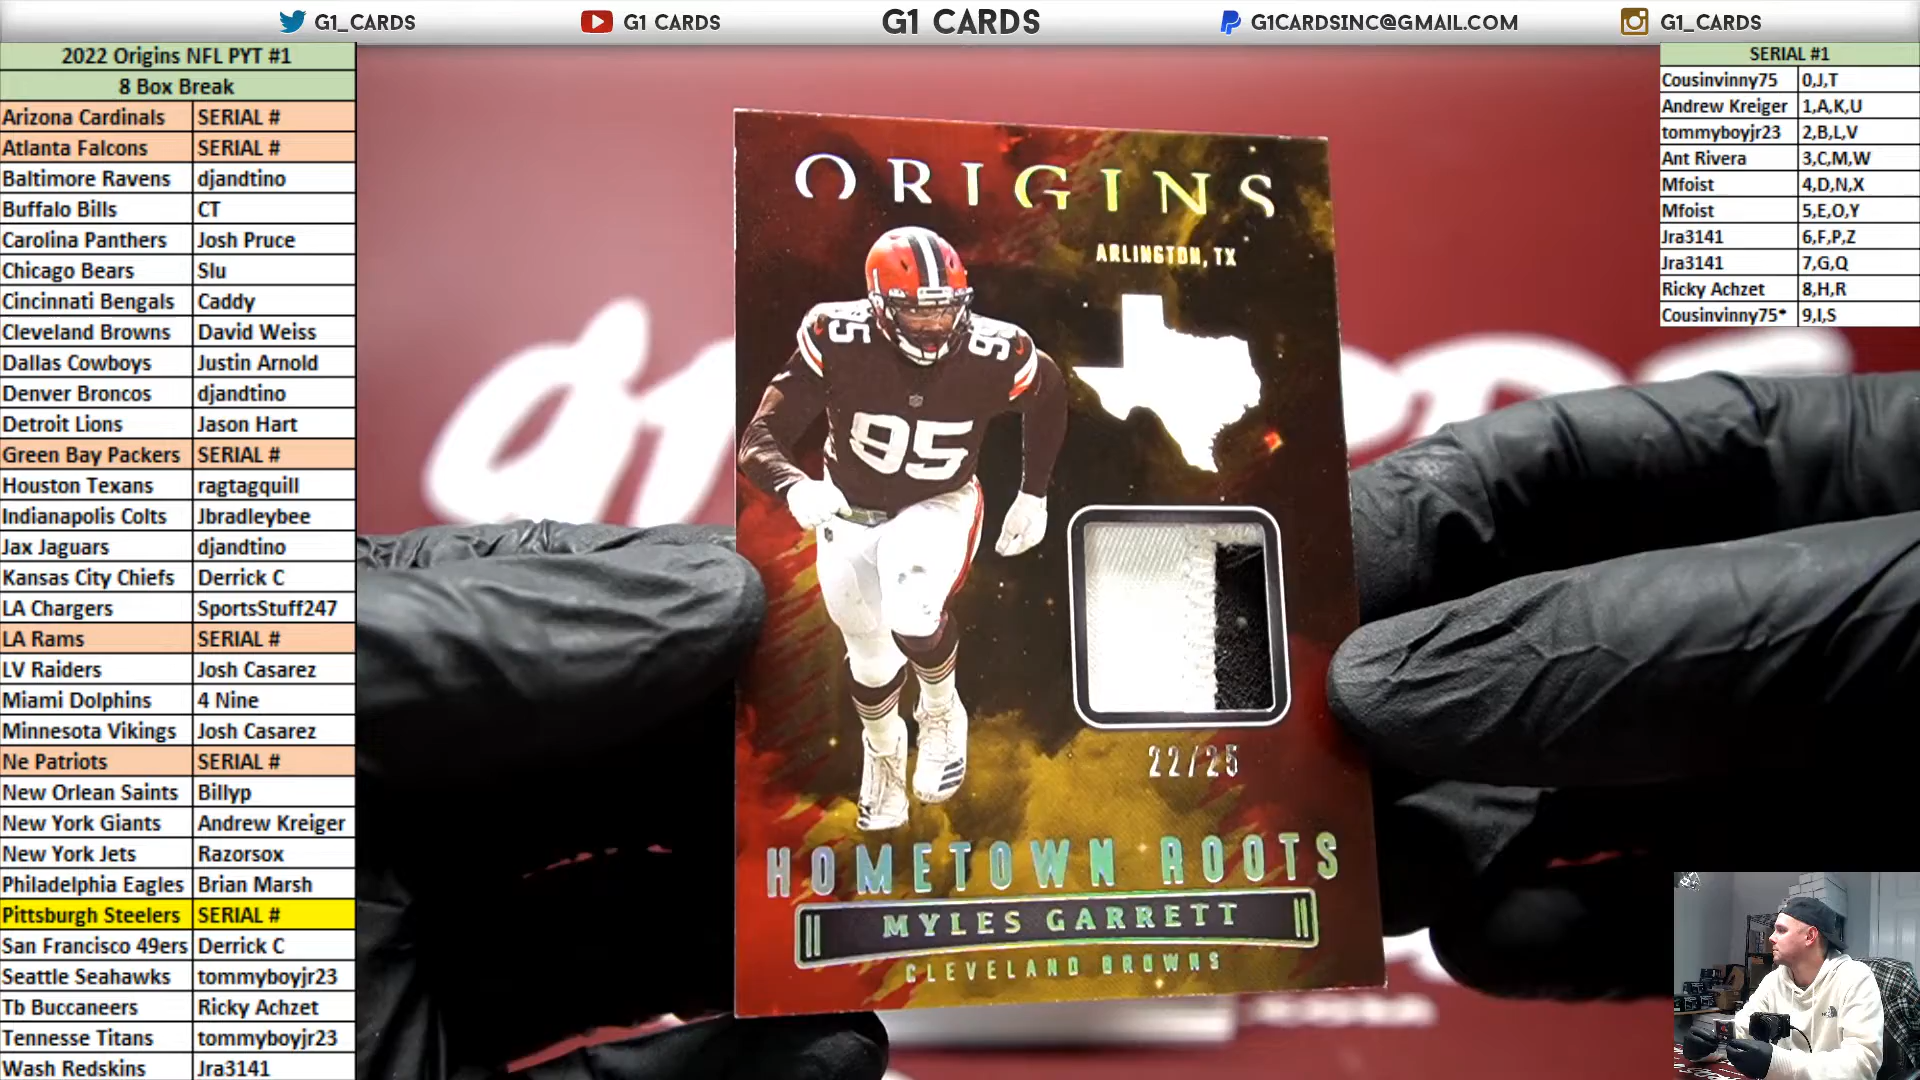 G1_CARDS
G1 CARDS
G1 CARDS
G1CARDSINC@GMAIL.COM
G1_CARDS
2022 Origins NFL PYT #1
8 Box Break
Arizona Cardinals SERIAL #
Atlanta Falcons SERIAL #
Baltimore Ravens djandtino
Buffalo Bills CT
Carolina Panthers Josh Pruce
Chicago Bears Slu
Cincinnati Bengals Caddy
Cleveland Browns David Weiss
Dallas Cowboys Justin Arnold
Denver Broncos djandtino
Detroit Lions Jason Hart
Green Bay Packers SERIAL #
Houston Texans ragtagquill
Indianapolis Colts Jbradleybee
Jax Jaguars djandtino
Kansas City Chiefs Derrick C
LA Chargers SportsStuff247
LA Rams SERIAL #
LV Raiders Josh Casarez
Miami Dolphins 4 Nine
Minnesota Vikings Josh Casarez
Ne Patriots SERIAL #
New Orlean Saints Billyp
New York Giants Andrew Kreiger
New York Jets Razorsox
Philadelphia Eagles Brian Marsh
Pittsburgh Steelers SERIAL #
San Francisco 49ers Derrick C
Seattle Seahawks tommyboyjr23
Tb Buccaneers Ricky Achzet
Tennesse Titans tommyboyjr23
Wash Redskins Jra3141
ORIGINS
ARLINGTON, TX
95
95
95
22/25
HOMETOWN ROOTS
MYLES GARRETT
CLEVELAND BROWNS
SERIAL #1
Cousinvinny75 0,J,T
Andrew Kreiger 1,A,K,U
tommyboyjr23 2,B,L,V
Ant Rivera 3,C,M,W
Mfoist 4,D,N,X
Mfoist 5,E,O,Y
Jra3141 6,F,P,Z
Jra3141 7,G,Q
Ricky Achzet 8,H,R
Cousinvinny75* 9,I,S